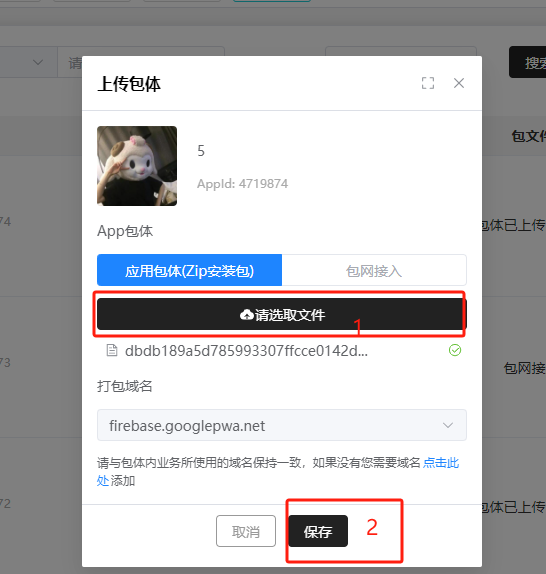 请
搜索
上传包体
包文件
5
AppId: 4719874
74
App包体
包体已上传
应用包体(Zip安装包)
包网接入
请选取文件
1
dbdb189a5d785993307ffcce0142d...
73
包网接
打包域名
firebase.googlepwa.net
请与包体内业务所使用的域名保持一致，如果没有您需要域名 点击此
处 添加
72
包体已上传
取消
保存
2